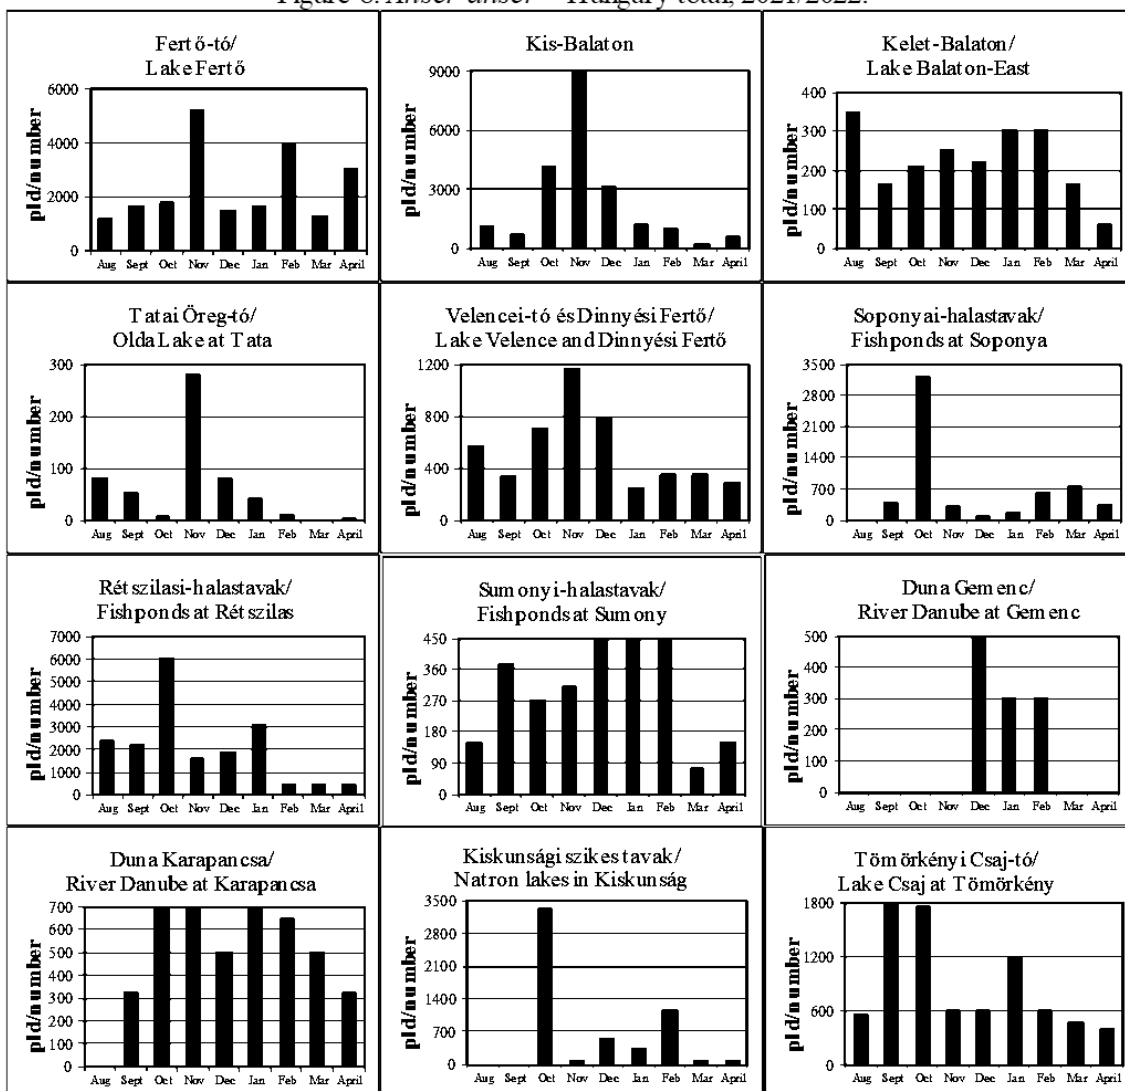 Figure 6. Anser anser – Hungary total, 2021/2022.
Fertő-tó/
Lake Fertő
pld/number
6000
4000
2000
0
Aug Sept Oct Nov Dec Jan Feb Mar April
Kis-Balaton
pld/number
9000
6000
3000
0
Aug Sept Oct Nov Dec Jan Feb Mar April
Kelet-Balaton/
Lake Balaton-East
pld/number
400
300
200
100
0
Aug Sept Oct Nov Dec Jan Feb Mar April
Tatai Öreg-tó/
Olda Lake at Tata
pld/number
300
200
100
0
Aug Sept Oct Nov Dec Jan Feb Mar April
Velencei-tó és Dinnyési Fertő/
Lake Velence and Dinnyési Fertő
pld/number
1200
800
400
0
Aug Sept Oct Nov Dec Jan Feb Mar April
Soponyai-halastavak/
Fishponds at Soponya
pld/number
3500
2800
2100
1400
700
0
Aug Sept Oct Nov Dec Jan Feb Mar April
Rétszilasi-halastavak/
Fishponds at Rétszilas
pld/number
7000
6000
5000
4000
3000
2000
1000
0
Aug Sept Oct Nov Dec Jan Feb Mar April
Sumonyi-halastavak/
Fishponds at Sumony
pld/number
450
360
270
180
90
0
Aug Sept Oct Nov Dec Jan Feb Mar April
Duna Gemenc/
River Danube at Gemenc
pld/number
500
400
300
200
100
0
Aug Sept Oct Nov Dec Jan Feb Mar April
Duna Karapancsa/
River Danube at Karapancsa
pld/number
700
600
500
400
300
200
100
0
Aug Sept Oct Nov Dec Jan Feb Mar April
Kiskunsági szikes tavak/
Natron lakes in Kiskunság
pld/number
3500
2800
2100
1400
700
0
Aug Sept Oct Nov Dec Jan Feb Mar April
Tömörkényi Csaj-tó/
Lake Csaj at Tömörkény
pld/number
1800
1200
600
0
Aug Sept Oct Nov Dec Jan Feb Mar April